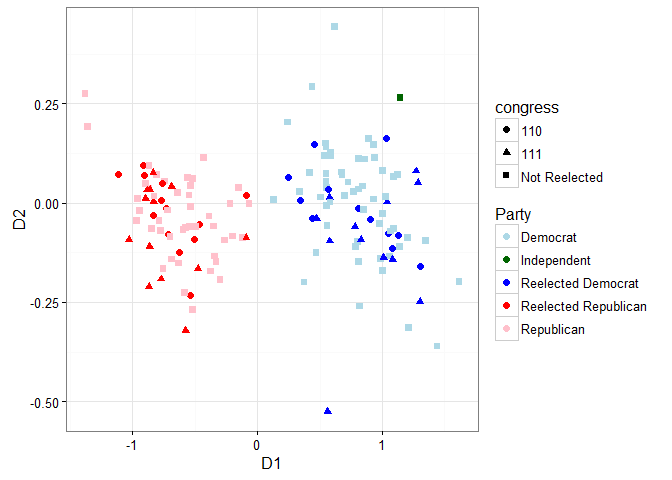 0.25
0.00
-0.25
-0.50
D2
-1
0
1
D1
congress
110
111
Not Reelected
Party
Democrat
Independent
Reelected Democrat
Reelected Republican
Republican